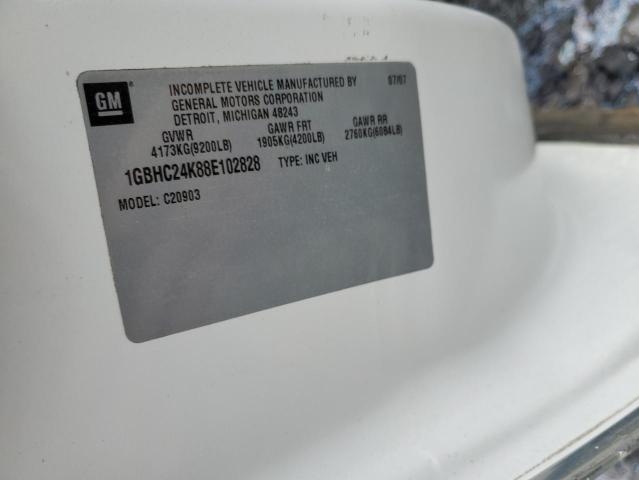 GM
INCOMPLETE VEHICLE MANUFACTURED BY 07/07
GENERAL MOTORS CORPORATION
DETROIT, MICHIGAN 48243
GVWR GAWR FRT GAWR RR
4173KG(9200LB) 1905KG(4200LB) 2760KG(6084LB)
1GBHC24K88E102828 TYPE: INC VEH
MODEL: C20903